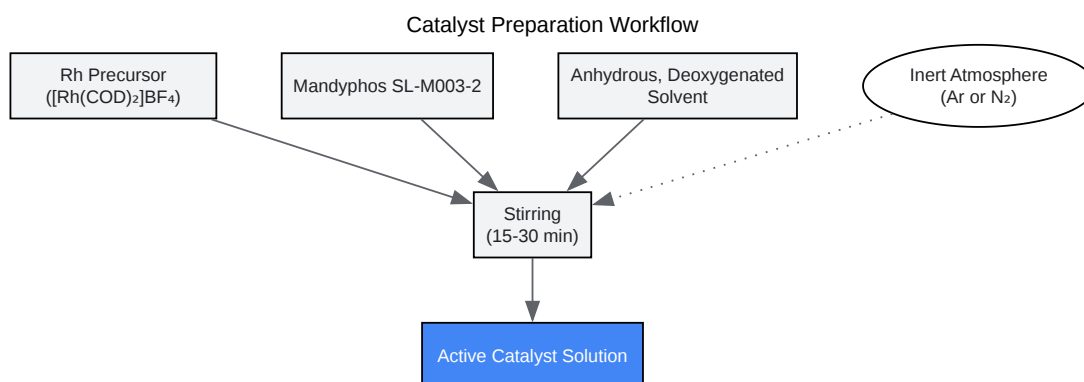 Catalyst Preparation Workflow
Rh Precursor
([Rh(COD)₂]BF₄)
Mandyphos SL-M003-2
Anhydrous, Deoxygenated
Solvent
Inert Atmosphere
(Ar or N₂)
Stirring
(15-30 min)
Active Catalyst Solution